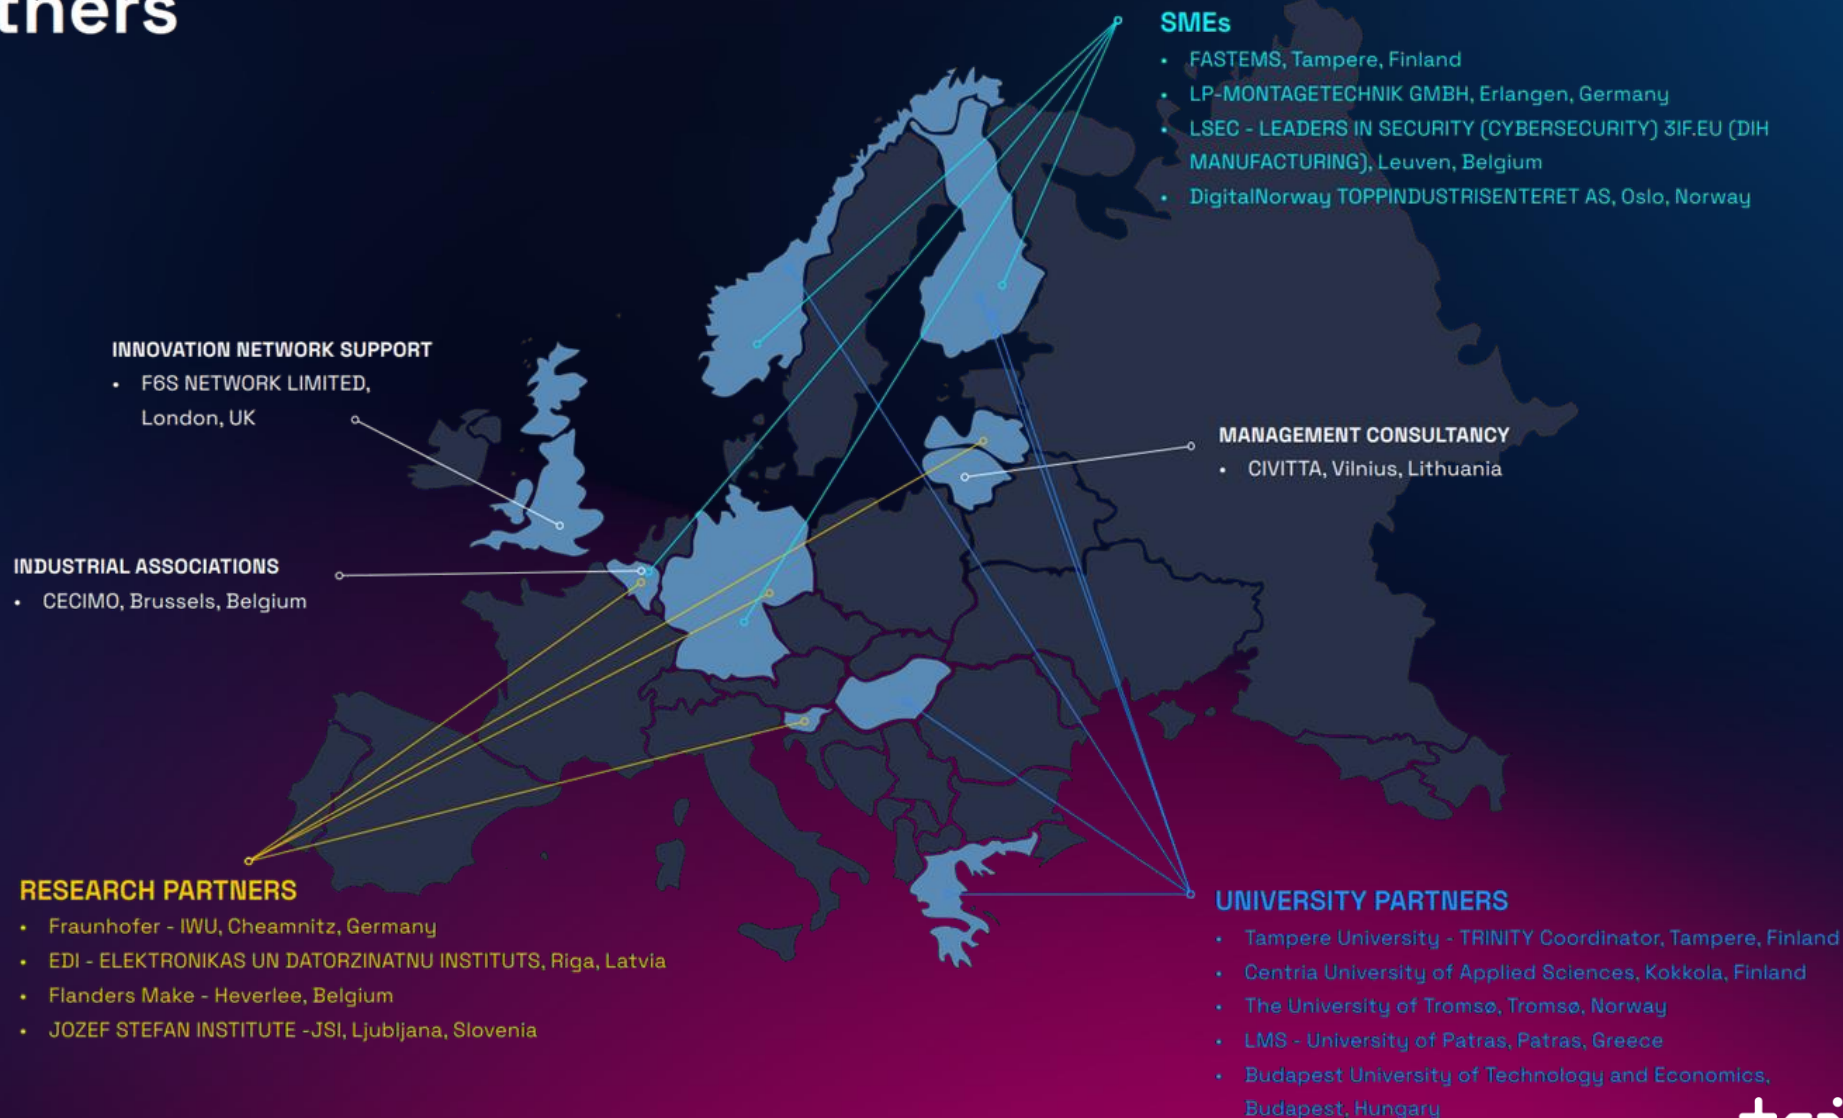 SMEs
• FASTEMS, Tampere, Finland
• LP-MONTAGETECHNIK GMBH, Erlangen, Germany
• LSEC - LEADERS IN SECURITY (CYBERSECURITY) 3IF.EU (DIH
MANUFACTURING), Leuven, Belgium
• DigitalNorway TOPPINDUSTRISENTERET AS, Oslo, Norway
INNOVATION NETWORK SUPPORT
• F6S NETWORK LIMITED,
London, UK
MANAGEMENT CONSULTANCY
• CIVITTA, Vilnius, Lithuania
INDUSTRIAL ASSOCIATIONS
• CECIMO, Brussels, Belgium
RESEARCH PARTNERS
• Fraunhofer - IWU, Cheamnitz, Germany
• EDI - ELEKTRONIKAS UN DATORZINATNU INSTITUTS, Riga, Latvia
• Flanders Make - Heverlee, Belgium
• JOZEF STEFAN INSTITUTE -JSI, Ljubljana, Slovenia
UNIVERSITY PARTNERS
• Tampere University - TRINITY Coordinator, Tampere, Finland
• Centria University of Applied Sciences, Kokkola, Finland
• The University of Tromsø, Tromsø, Norway
• LMS - University of Patras, Patras, Greece
• Budapest University of Technology and Economics,
Budapest, Hungary